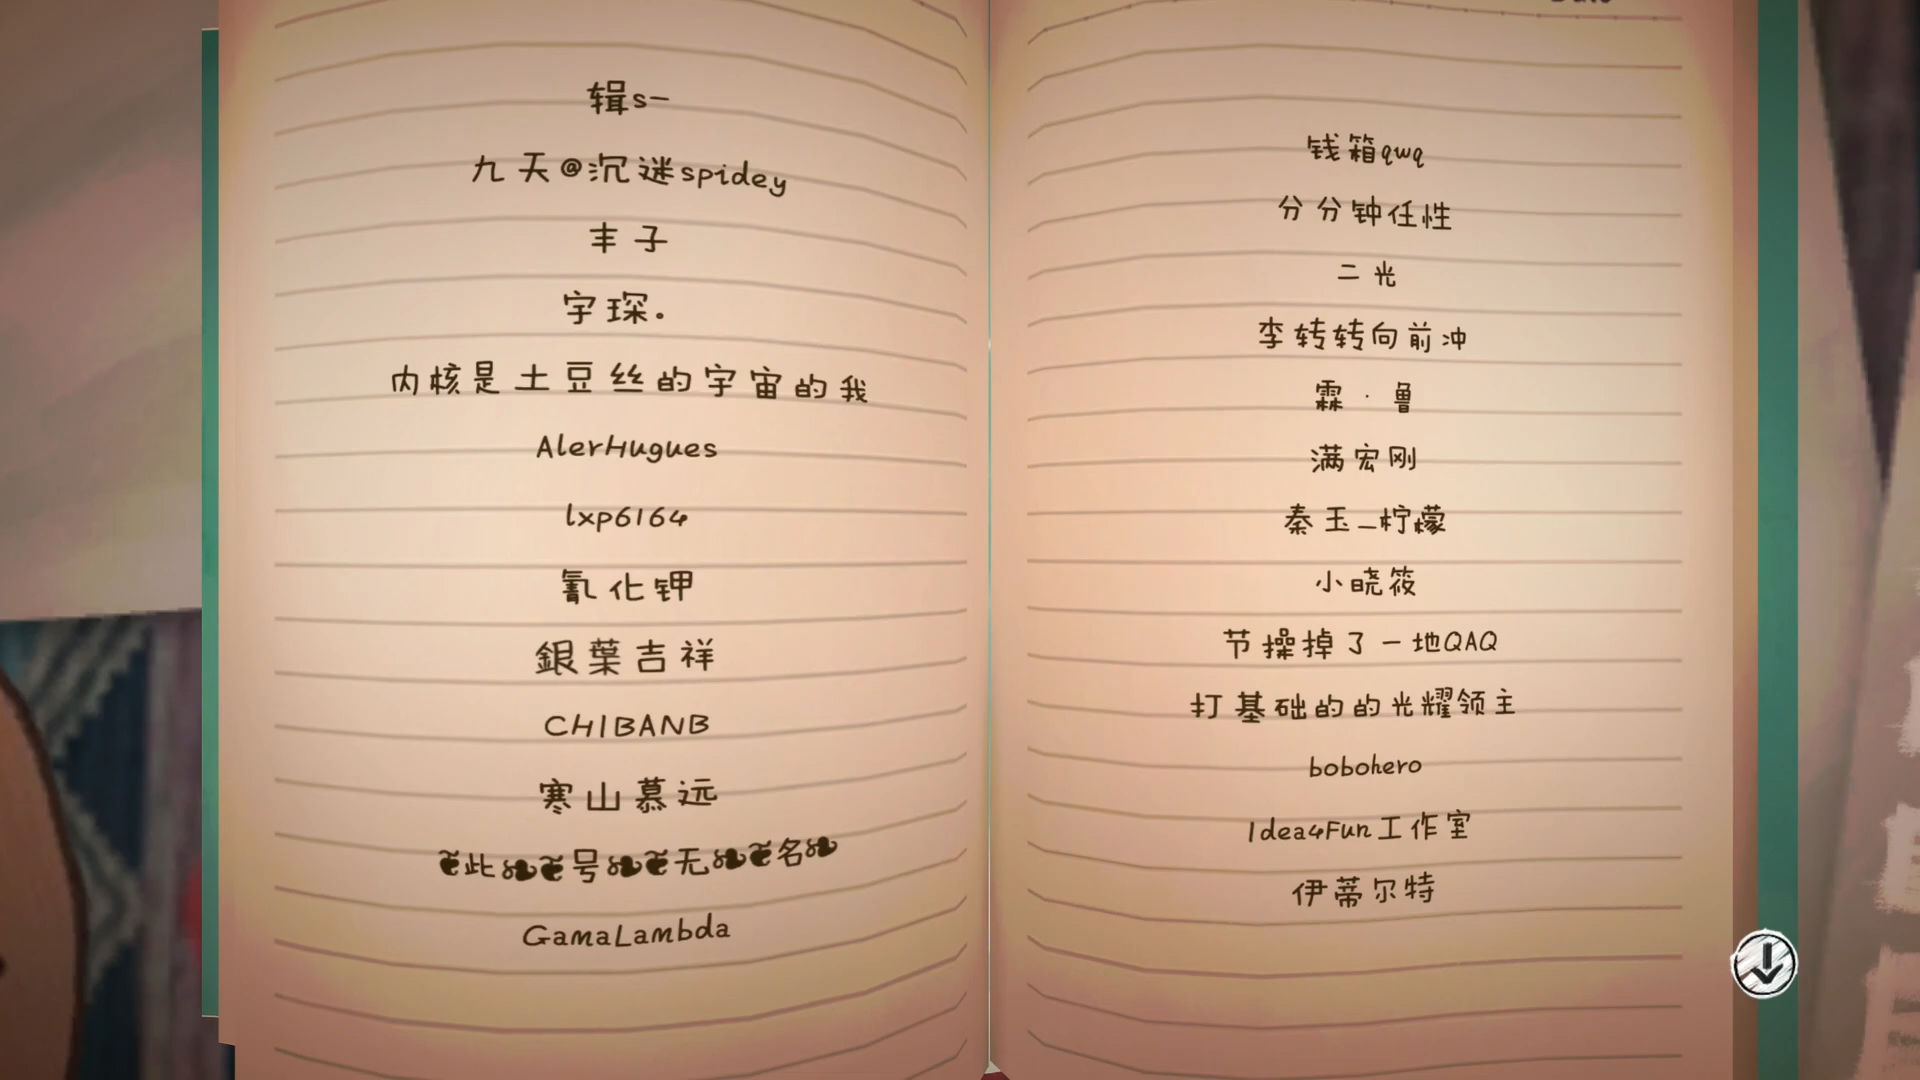 辑s一
九天@沉迷spidey
丰子
宇琛。
内核是土豆丝的宇宙的我
AlerHugues
lxp6164
氰化钾
銀葉吉祥
CHIBANB
寒山慕远
此号无名
GamaLambda
钱箱qwq
分分钟任性
二光
李转转向前冲
霖·鲁
满宏刚
秦玉_柠檬
小晓筱
节操掉了一地QAQ
打基础的的光耀领主
bobohero
Idea4Fun工作室
伊蒂尔特